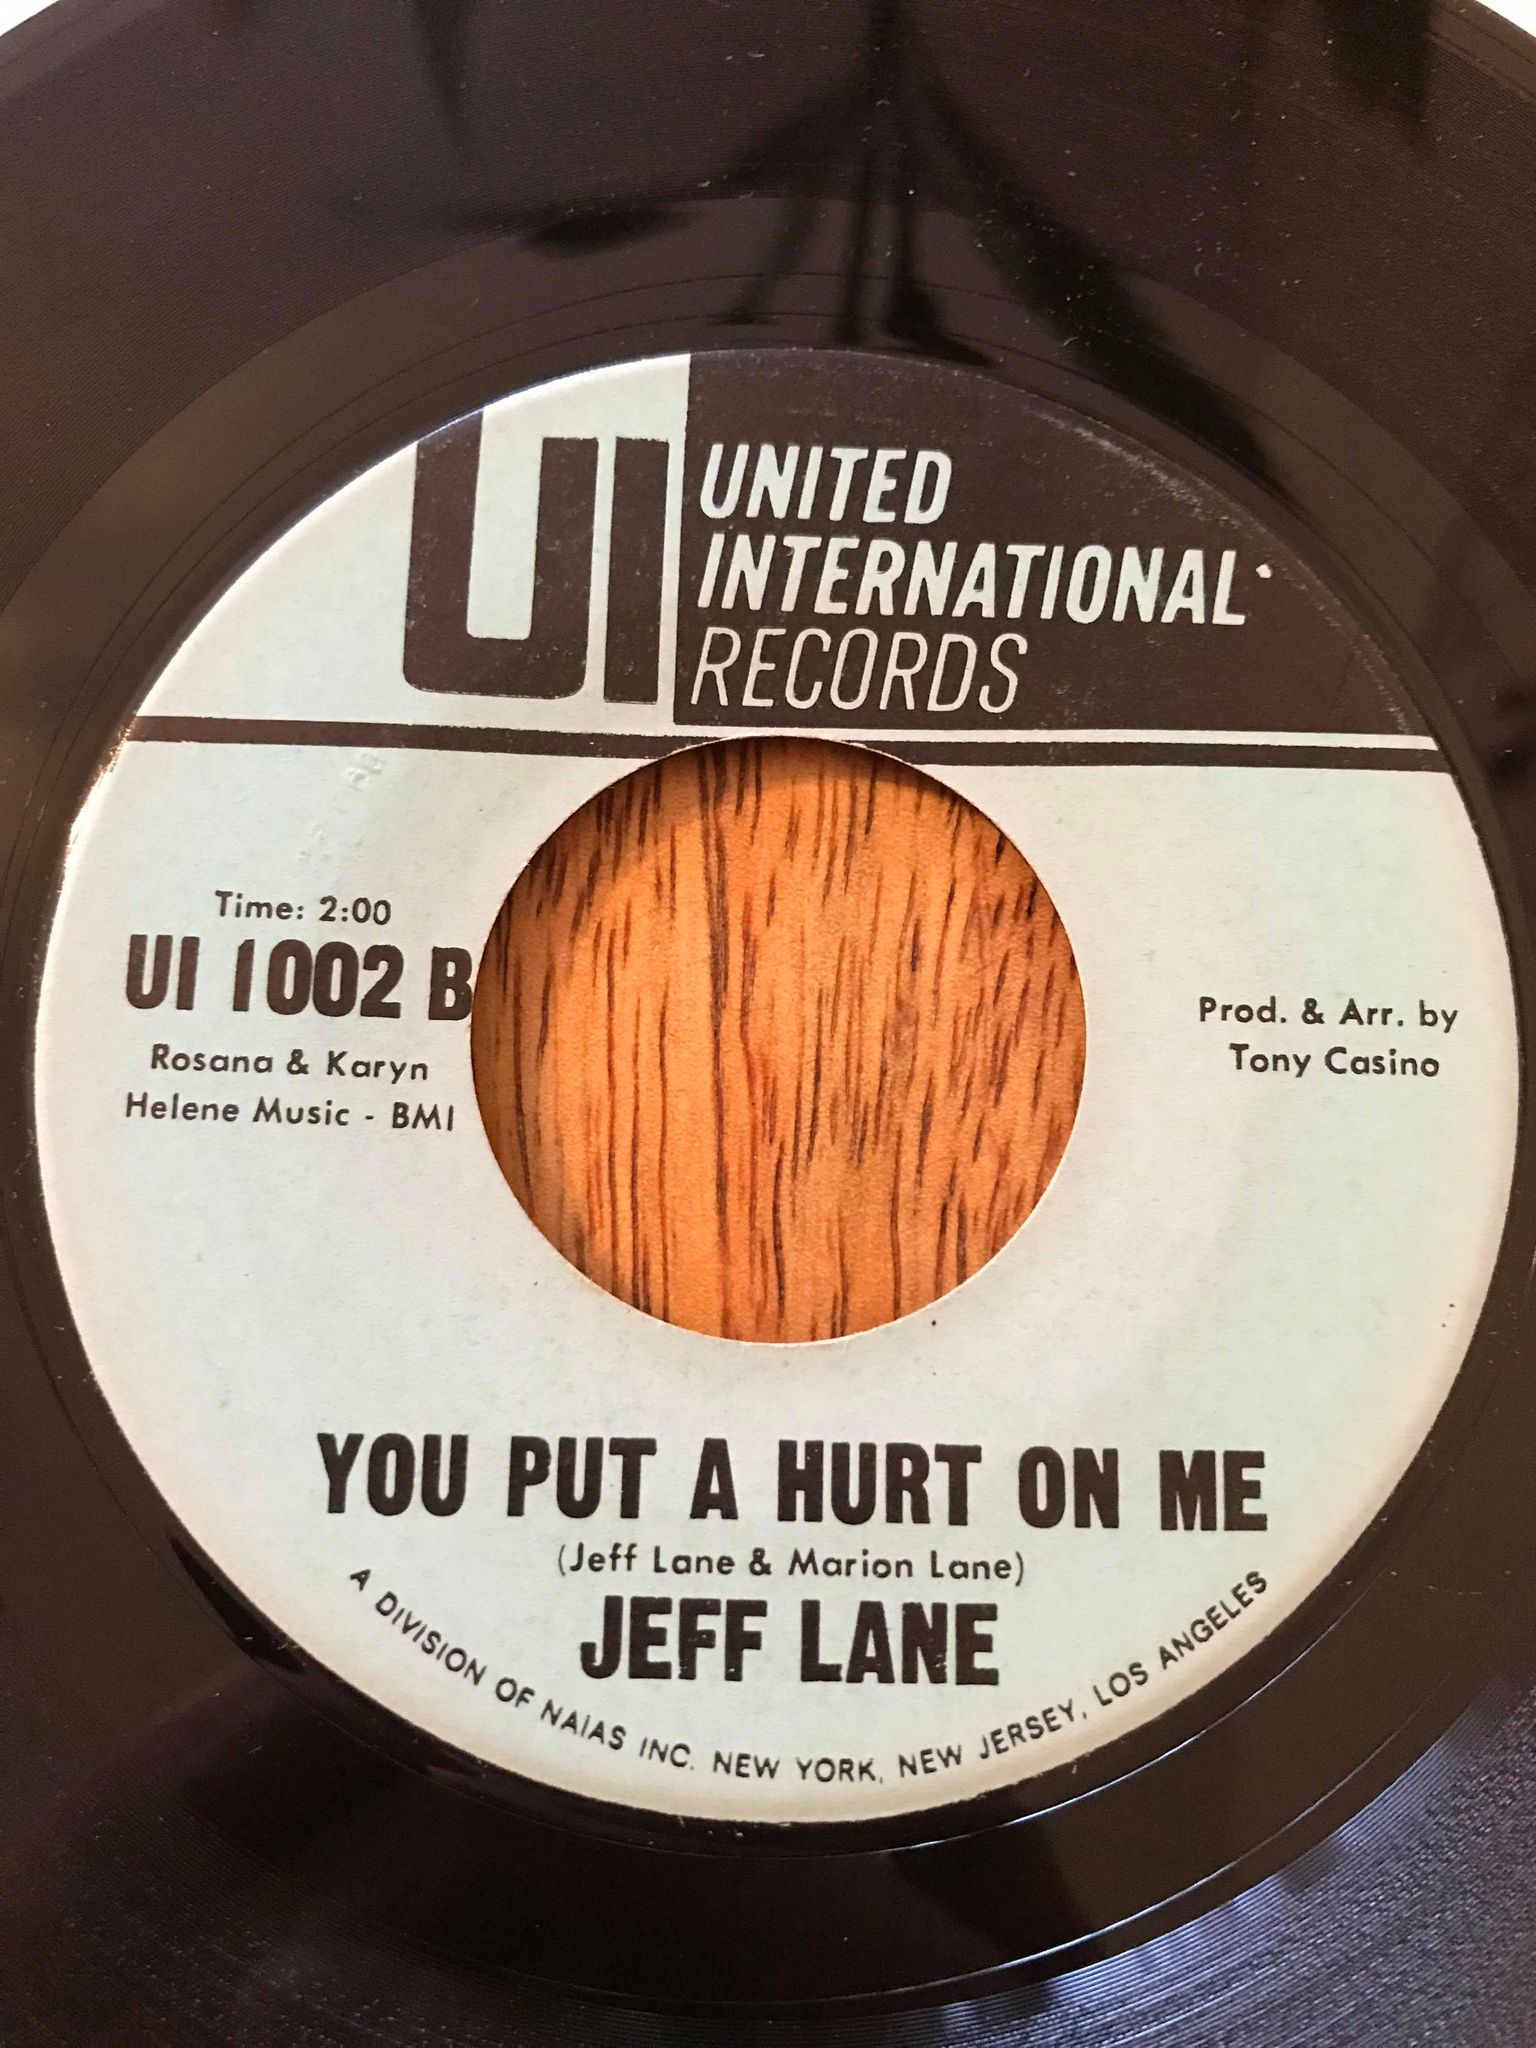 UI
UNITED
INTERNATIONAL
RECORDS
Time: 2:00
UI 1002 B
Rosana & Karyn
Helene Music - BMI
Prod. & Arr. by
Tony Casino
YOU PUT A HURT ON ME
(Jeff Lane & Marion Lane)
JEFF LANE
A DIVISION OF NAIAS INC. NEW YORK, NEW JERSEY, LOS ANGELES